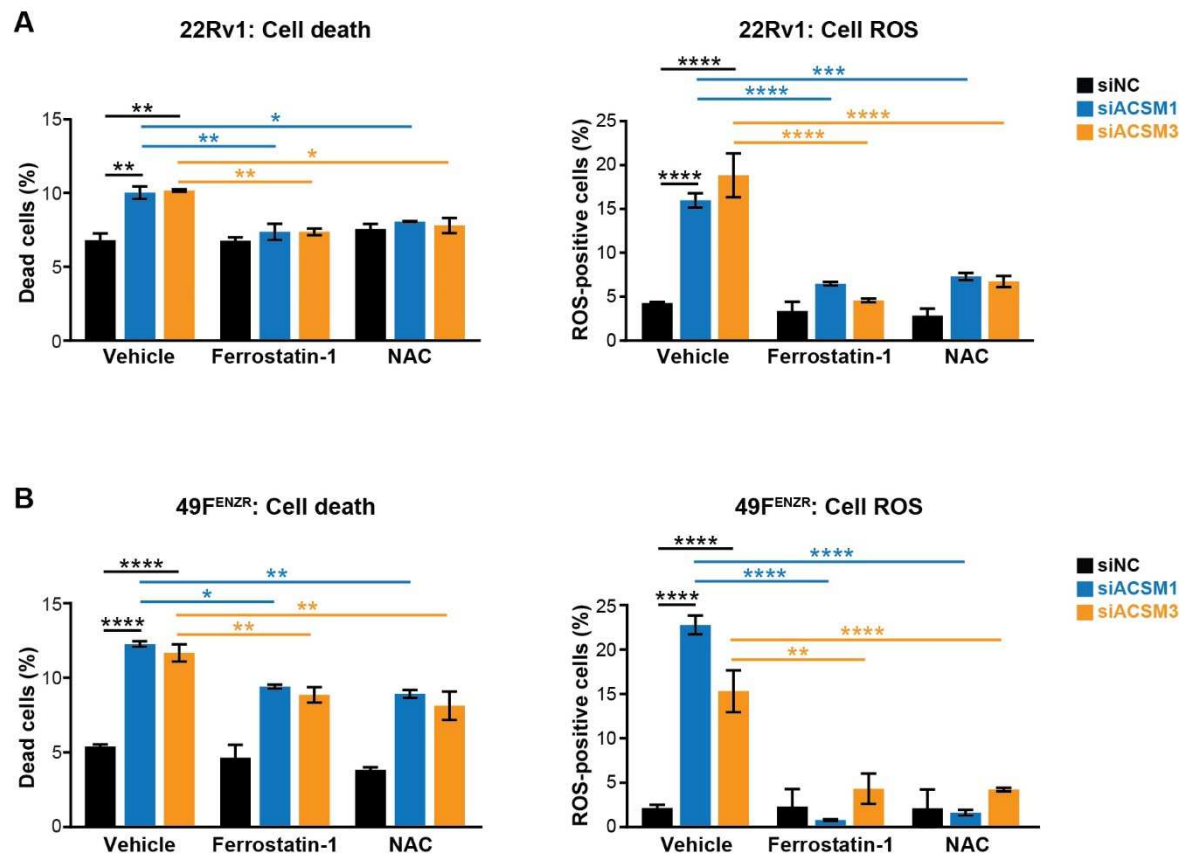 A
22Rv1: Cell death
22Rv1: Cell ROS
siNC
siACSM1
siACSM3
Dead cells (%)
15
10
5
0
** ** ** * ** *
Vehicle Ferrostatin-1 NAC
ROS-positive cells (%)
25
20
15
10
5
0
**** *** **** **** **** ****
Vehicle Ferrostatin-1 NAC
B
49FENZR: Cell death
49FENZR: Cell ROS
siNC
siACSM1
siACSM3
Dead cells (%)
15
10
5
0
**** ** * ** **** **
Vehicle Ferrostatin-1 NAC
ROS-positive cells (%)
25
20
15
10
5
0
**** **** **** **** **** **
Vehicle Ferrostatin-1 NAC